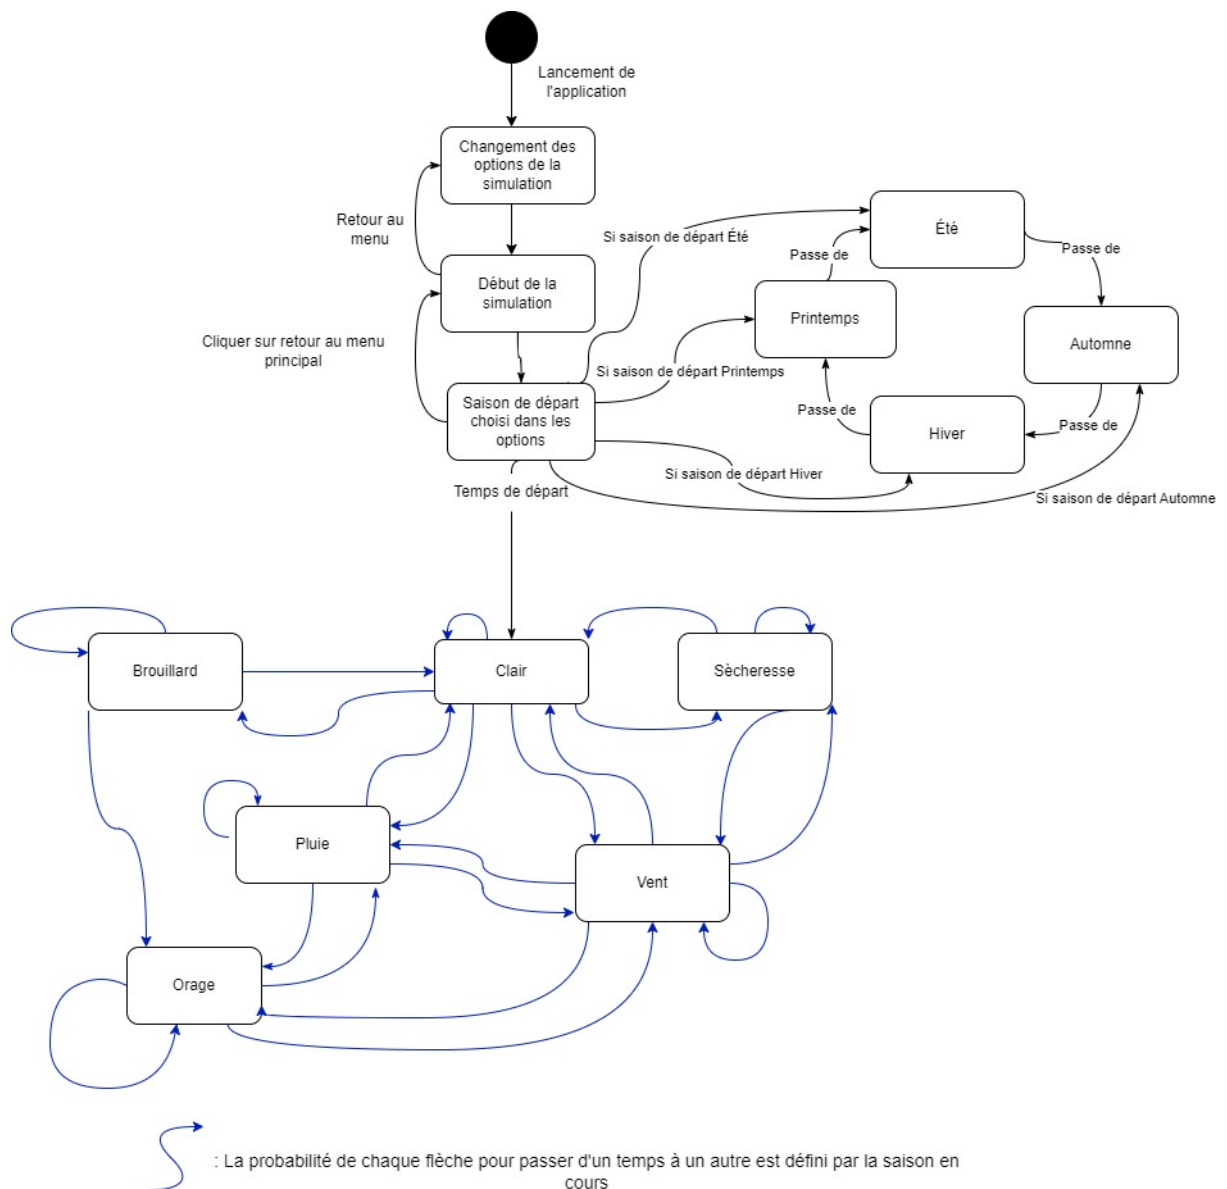 Lancement de
l'application
Changement des
options de la
simulation
Retour au
menu
Si saison de départ Été
Été
Passe de
Passe de
Début de la
simulation
Printemps
Cliquer sur retour au menu
principal
Automne
Si saison de départ Printemps
Saison de départ
choisi dans les
options
Passe de
Passe de
Hiver
Si saison de départ Hiver
Temps de départ
Si saison de départ Automne
Brouillard
Clair
Sècheresse
Pluie
Vent
Orage
: La probabilité de chaque flèche pour passer d'un temps à un autre est défini par la saison en
cours